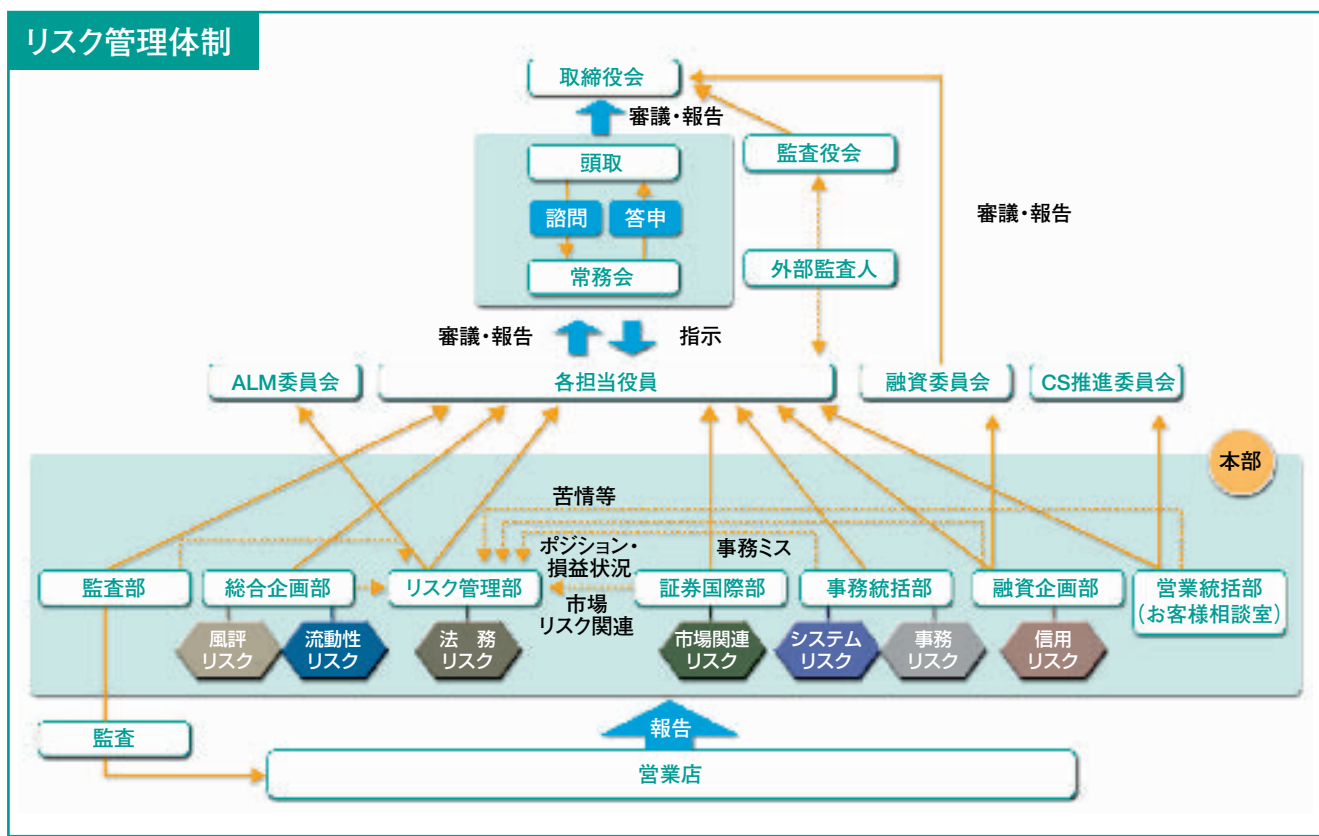 リスク管理体制
取締役会
審議・報告
頭取
監査役会
諮問
答申
審議・報告
常務会
外部監査人
審議・報告
指示
ALM委員会
各担当役員
融資委員会
CS推進委員会
本部
苦情等
ポジション・
損益状況
事務ミス
監査部
総合企画部
リスク管理部
証券国際部
事務統括部
融資企画部
営業統括部
(お客様相談室)
市場
リスク関連
風評
リスク
流動性
リスク
法　務
リスク
市場関連
リスク
システム
リスク
事務
リスク
信用
リスク
監査
報告
営業店